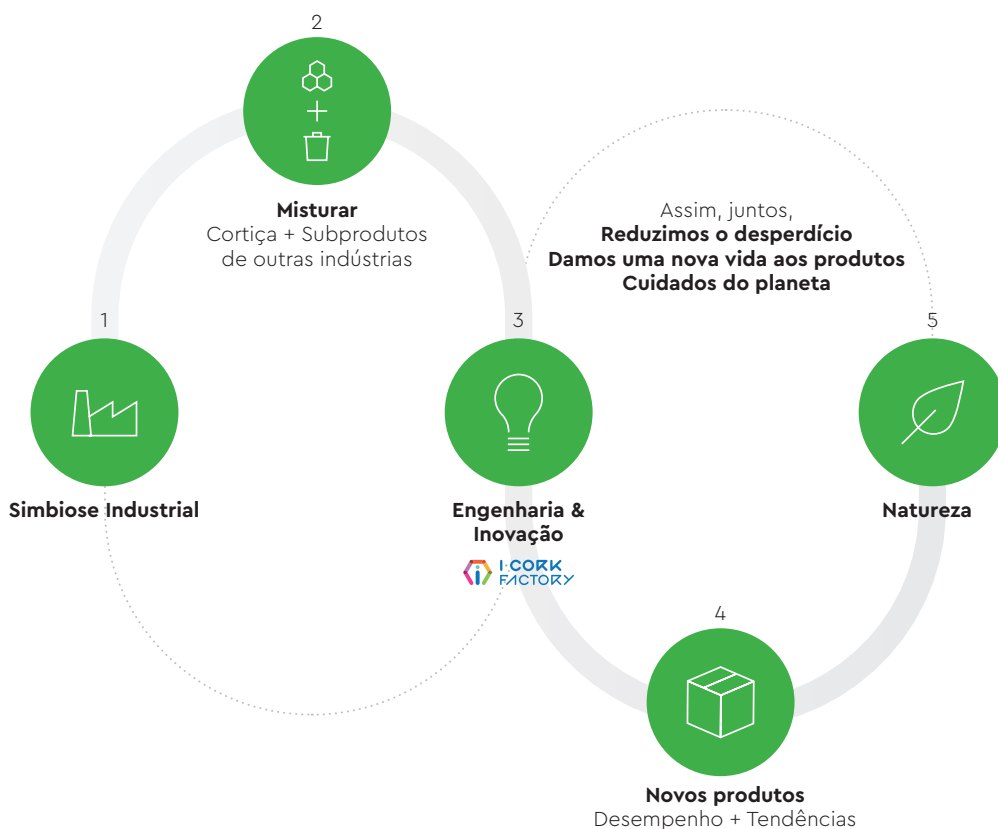 2
Misturar
Cortiça + Subprodutos
de outras indústrias
Assim, juntos,
Reduzimos o desperdício
Damos uma nova vida aos produtos
Cuidados do planeta
1
Simbiose Industrial
3
Engenharia &
Inovação
I·CORK
FACTORY
5
Natureza
4
Novos produtos
Desempenho + Tendências